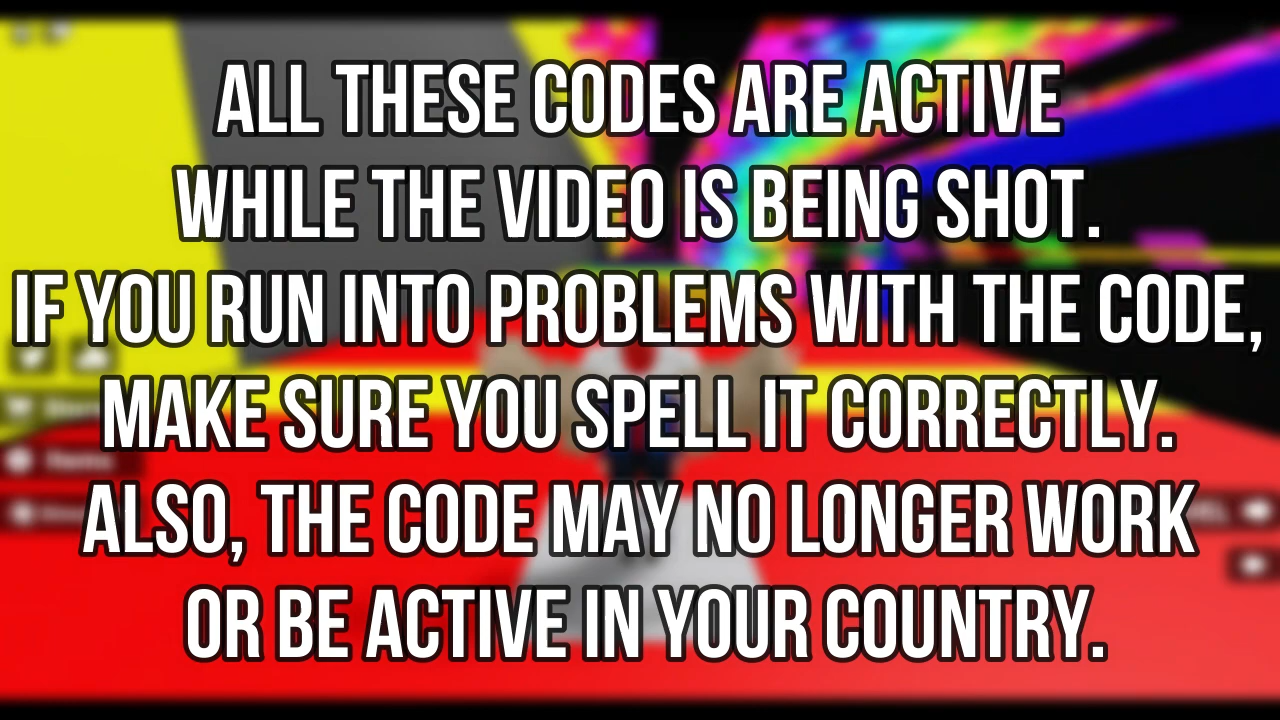 ALL THESE CODES ARE ACTIVE
WHILE THE VIDEO IS BEING SHOT.
IF YOU RUN INTO PROBLEMS WITH THE CODE,
MAKE SURE YOU SPELL IT CORRECTLY.
ALSO, THE CODE MAY NO LONGER WORK
OR BE ACTIVE IN YOUR COUNTRY.